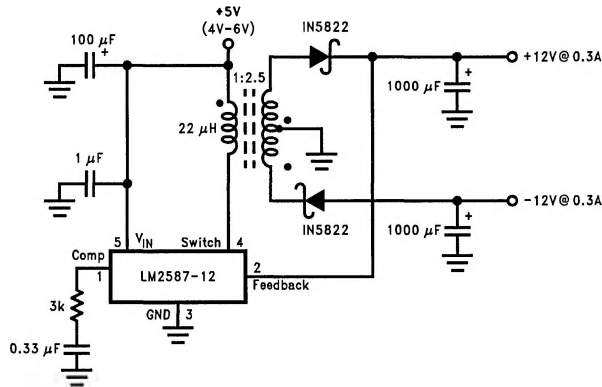 +5V
(4V-6V)
100 μF
+
1:2.5
IN5822
+12V @ 0.3A
+
1000 μF
22 μH
1 μF
IN5822
-12V @ 0.3A
+
1000 μF
5 VIN Switch 4
Comp
1
LM2587-12
2
Feedback
3k
GND 3
0.33 μF